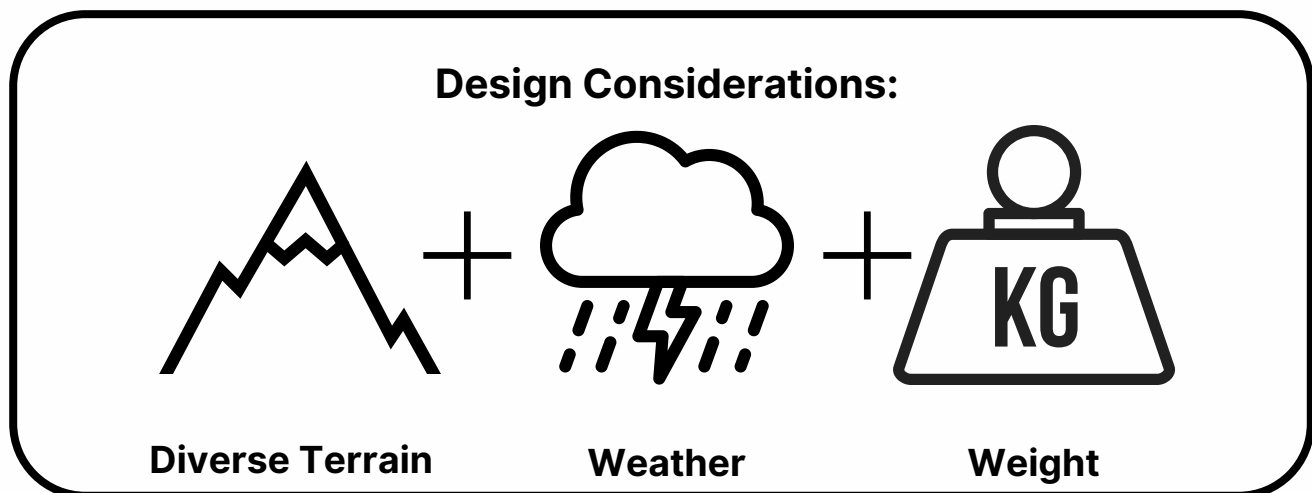 Design Considerations:
KG
Diverse Terrain
Weather
Weight